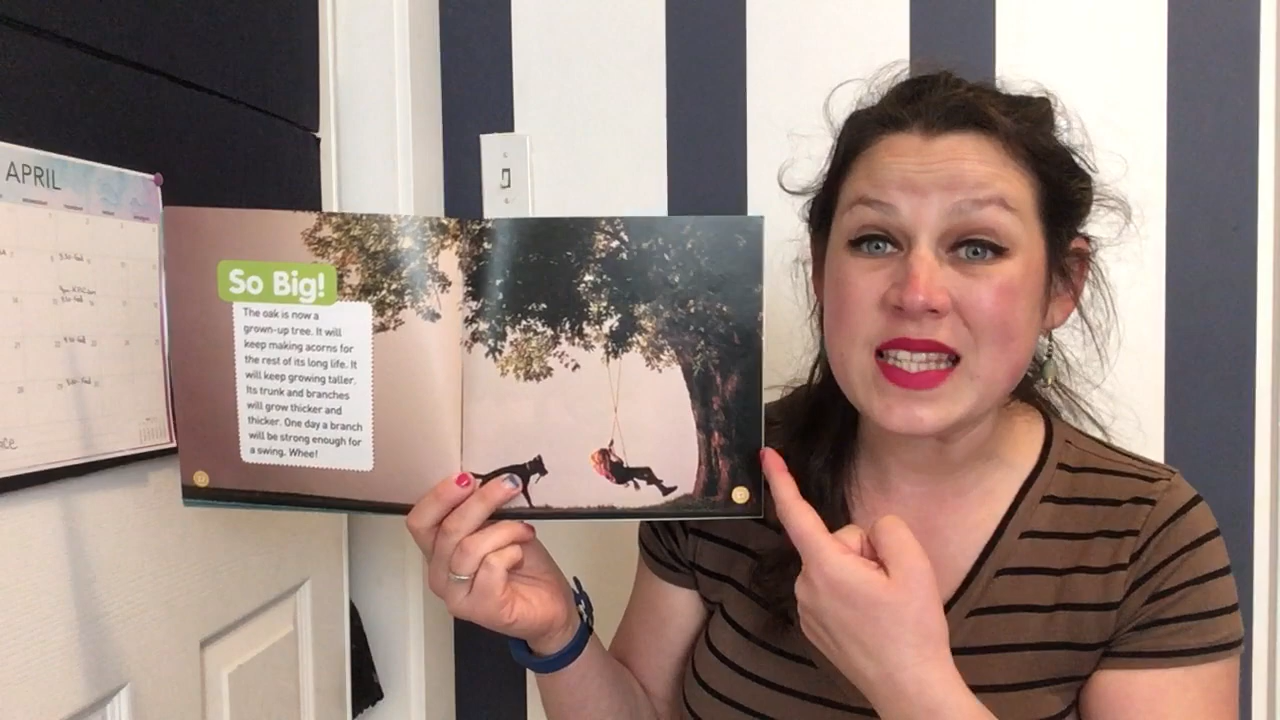 APRIL
So Big!
The oak is now a
grown-up tree. It will
keep making acorns for
the rest of its long life. It
will keep growing taller.
Its trunk and branches
will grow thicker and
thicker. One day a branch
will be strong enough for
a swing. Whee!